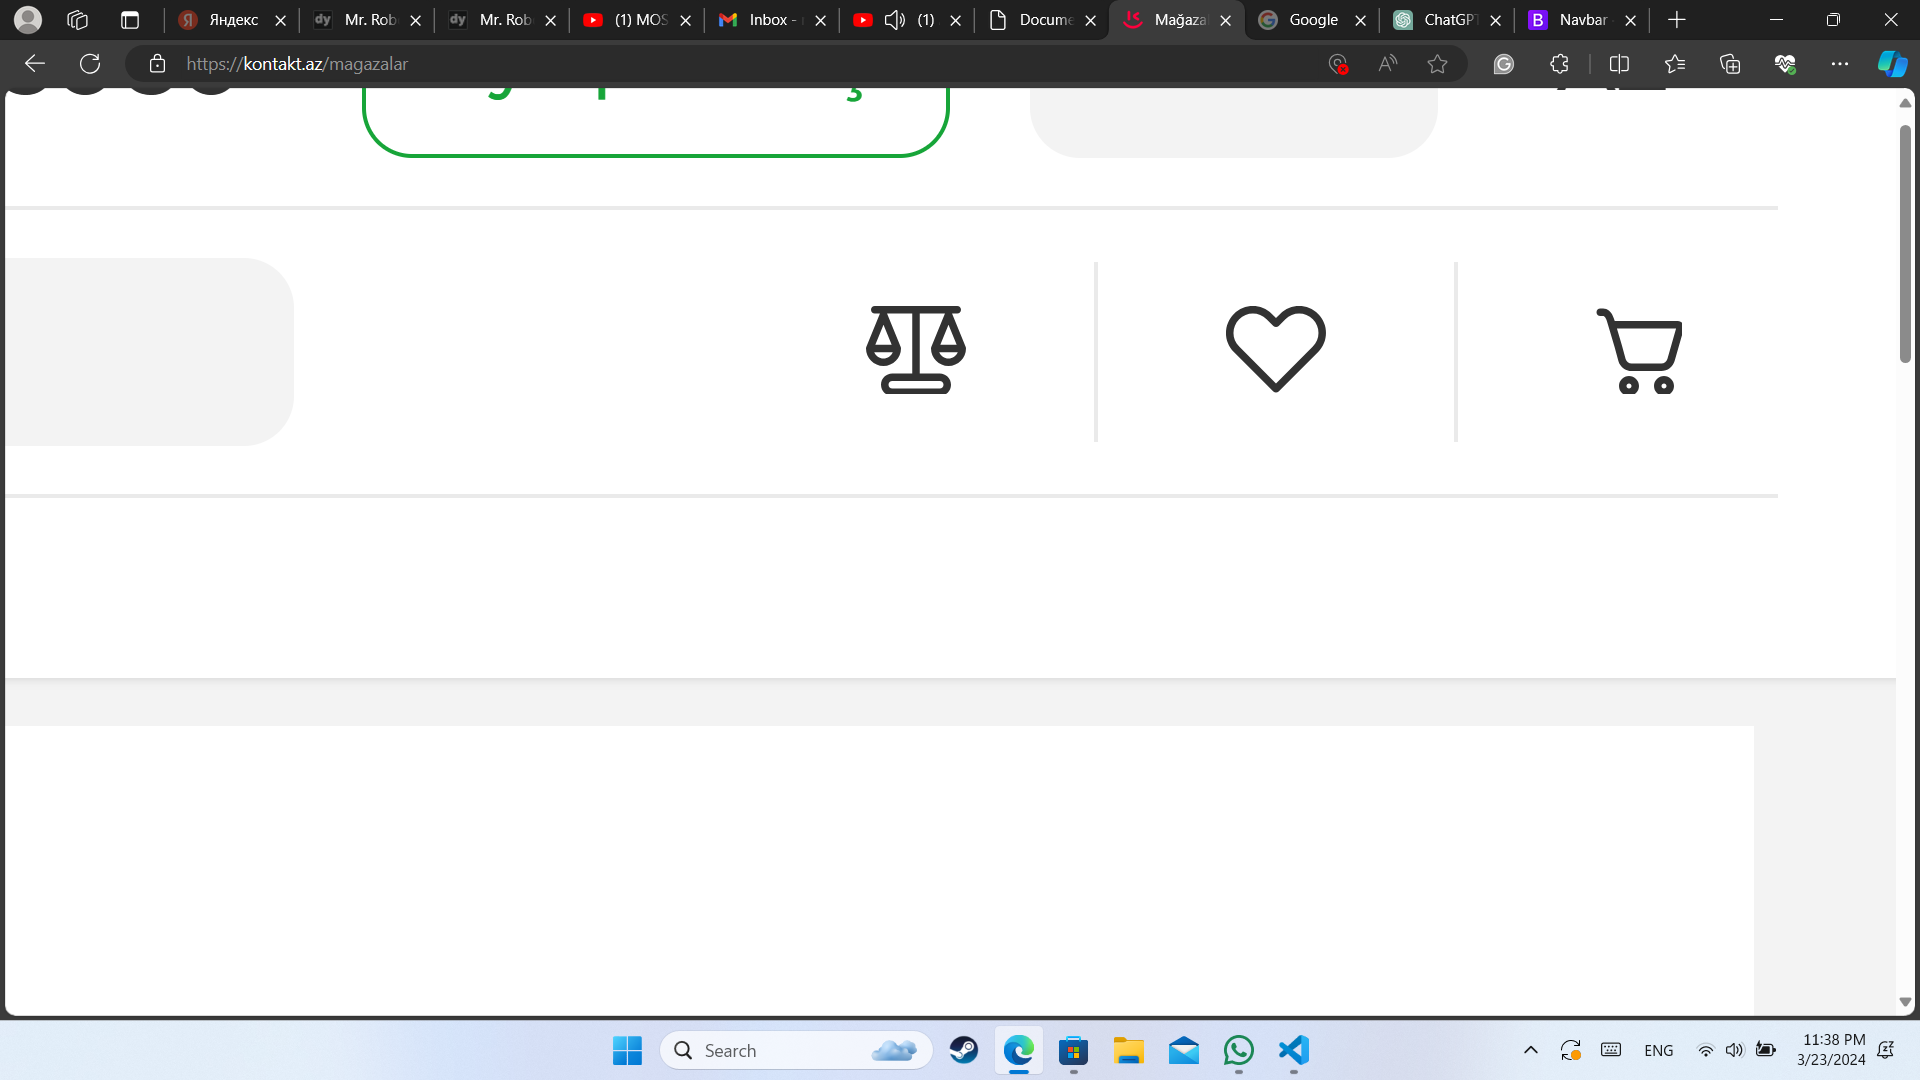 Яндекс
Mr. Rob
Mr. Rob
(1) MOS
Inbox -
(1)
Docume
Mağaza
Google
ChatGP
Navbar
https://kontakt.az/magazalar
Search
ENG
11:38 PM
3/23/2024